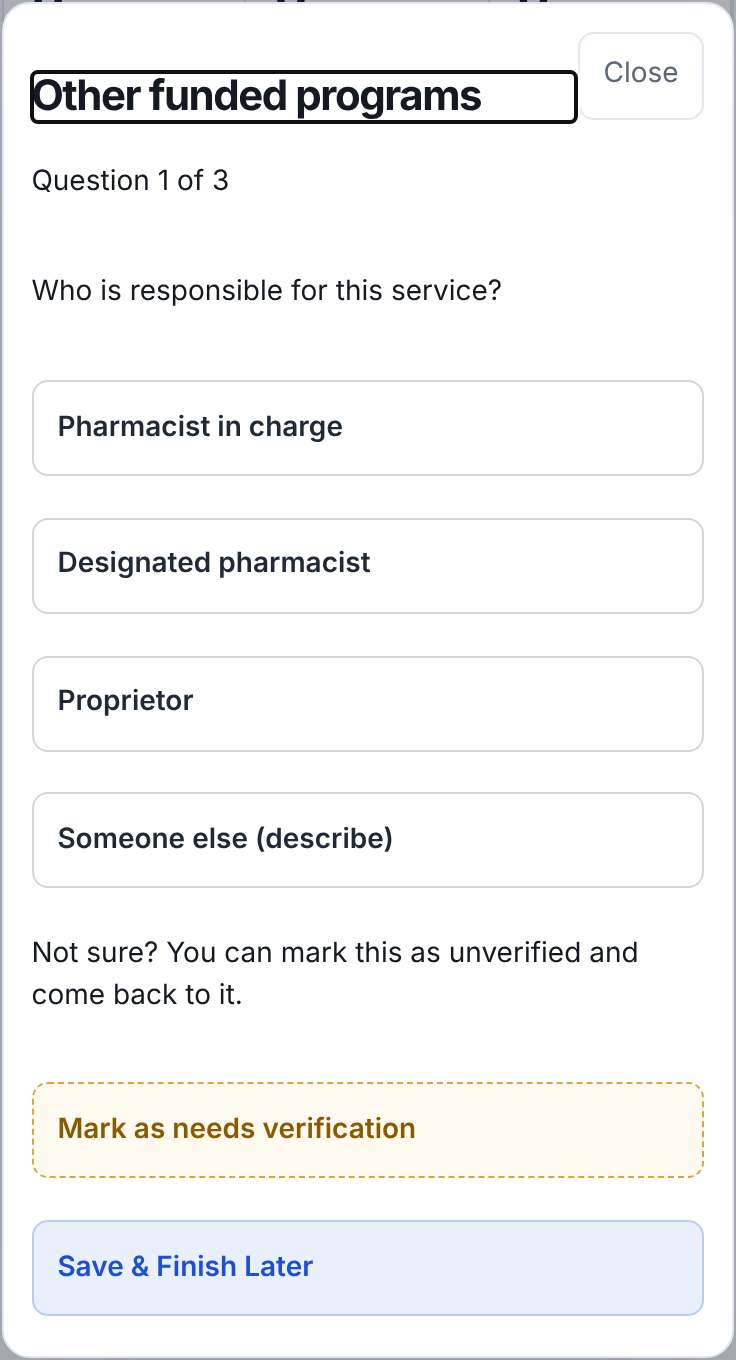 Other funded programs
Close
Question 1 of 3
Who is responsible for this service?
Pharmacist in charge
Designated pharmacist
Proprietor
Someone else (describe)
Not sure? You can mark this as unverified and
come back to it.
Mark as needs verification
Save & Finish Later